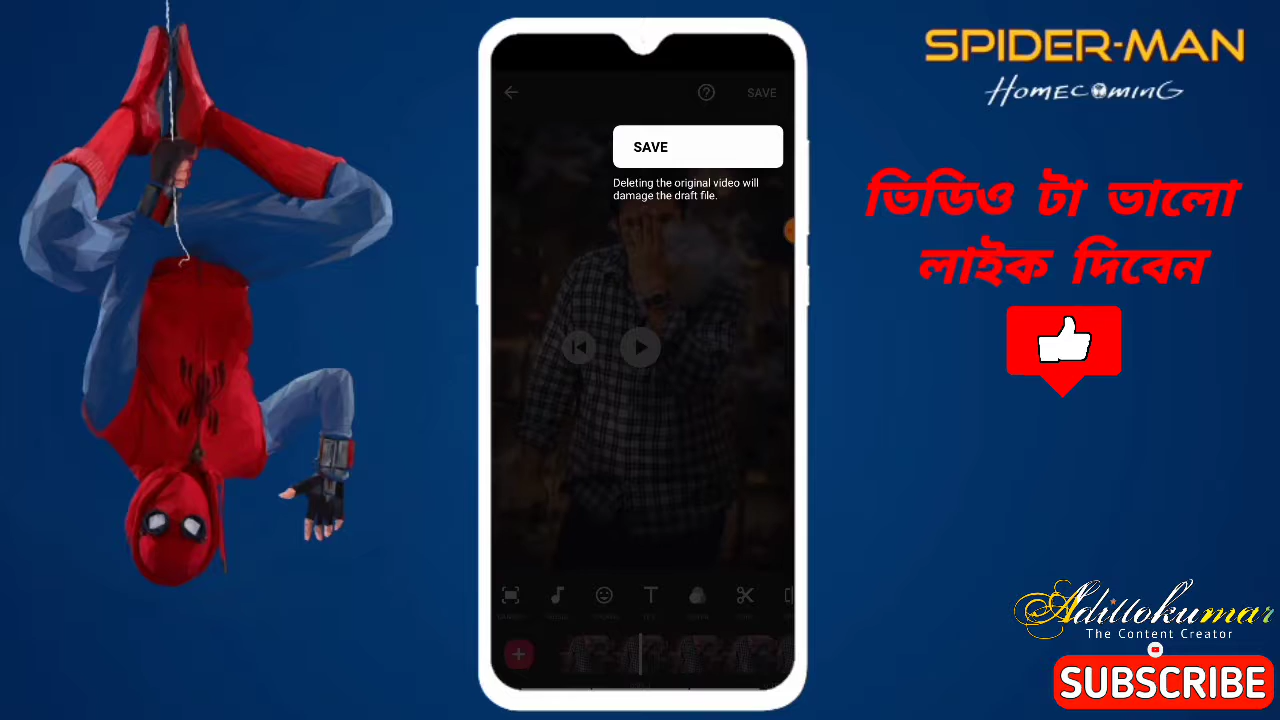 SPIDER-MAN
HOMECOMING
SAVE
SAVE
Deleting the original video will
damage the draft file.
ভিডিও টা ভালো
লাইক দিবেন
Adittokumar
The Content Creator
SUBSCRIBE